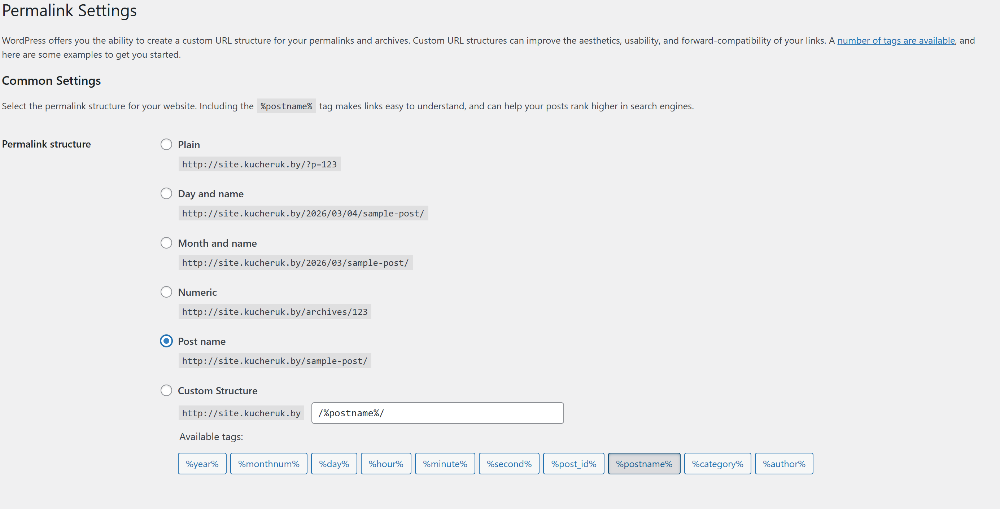 Permalink Settings
WordPress offers you the ability to create a custom URL structure for your permalinks and archives. Custom URL structures can improve the aesthetics, usability, and forward-compatibility of your links. A number of tags are available, and
here are some examples to get you started.
Common Settings
Select the permalink structure for your website. Including the %postname% tag makes links easy to understand, and can help your posts rank higher in search engines.
Permalink structure
Plain
http://site.kucheruk.by/?p=123
Day and name
http://site.kucheruk.by/2026/03/04/sample-post/
Month and name
http://site.kucheruk.by/2026/03/sample-post/
Numeric
http://site.kucheruk.by/archives/123
Post name
http://site.kucheruk.by/sample-post/
Custom Structure
http://site.kucheruk.by /%postname%/
Available tags:
%year% %monthnum% %day% %hour% %minute% %second% %post_id% %postname% %category% %author%